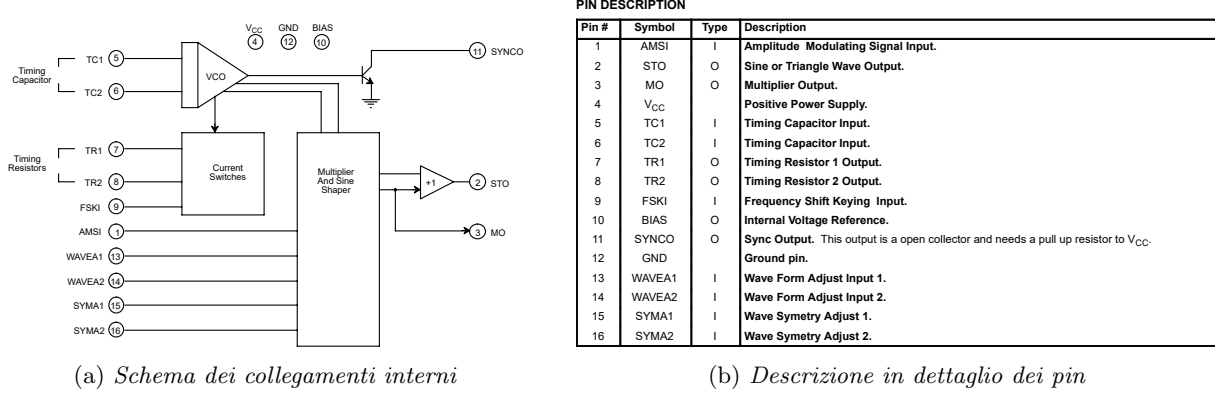 VCC GND BIAS
4 12 10
TC1 5
Timing
Capacitor
TC2 6
VCO
11 SYNCO
TR1 7
Timing
Resistors
TR2 8
FSKI 9
Current
Switches
Multiplier
And Sine
Shaper
+1
2 STO
3 MO
AMSI 1
WAVEA1 13
WAVEA2 14
SYMA1 15
SYMA2 16
(a) Schema dei collegamenti interni
PIN DESCRIPTION
Pin # Symbol Type Description
1 AMSI I Amplitude Modulating Signal Input.
2 STO O Sine or Triangle Wave Output.
3 MO O Multiplier Output.
4 VCC Positive Power Supply.
5 TC1 I Timing Capacitor Input.
6 TC2 I Timing Capacitor Input.
7 TR1 O Timing Resistor 1 Output.
8 TR2 O Timing Resistor 2 Output.
9 FSKI I Frequency Shift Keying Input.
10 BIAS O Internal Voltage Reference.
11 SYNCO O Sync Output. This output is a open collector and needs a pull up resistor to VCC.
12 GND Ground pin.
13 WAVEA1 I Wave Form Adjust Input 1.
14 WAVEA2 I Wave Form Adjust Input 2.
15 SYMA1 I Wave Symetry Adjust 1.
16 SYMA2 I Wave Symetry Adjust 2.
(b) Descrizione in dettaglio dei pin